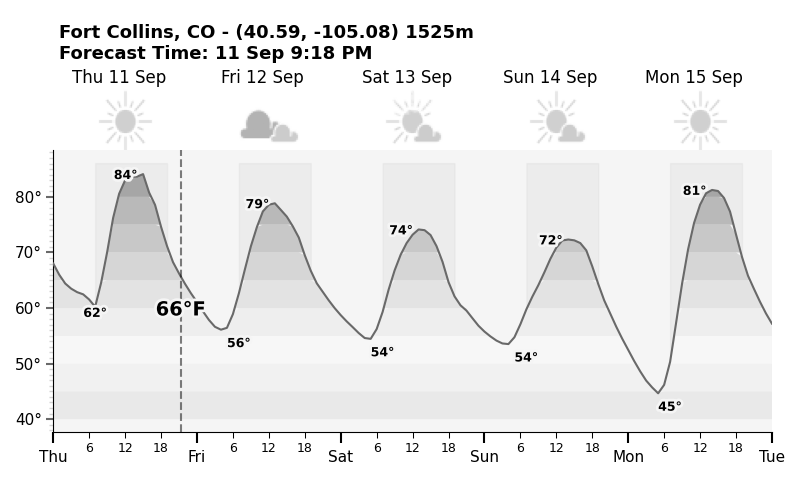 Fort Collins, CO - (40.59, -105.08) 1525m
Forecast Time: 11 Sep 9:18 PM
Thu 11 Sep Fri 12 Sep Sat 13 Sep Sun 14 Sep Mon 15 Sep
84° 79° 74° 72° 81°
80°
70°
60°
50°
40°
62° 66°F 56° 54° 54° 45°
6 12 18 6 12 18 6 12 18 6 12 18 6 12 18
Thu Fri Sat Sun Mon Tue